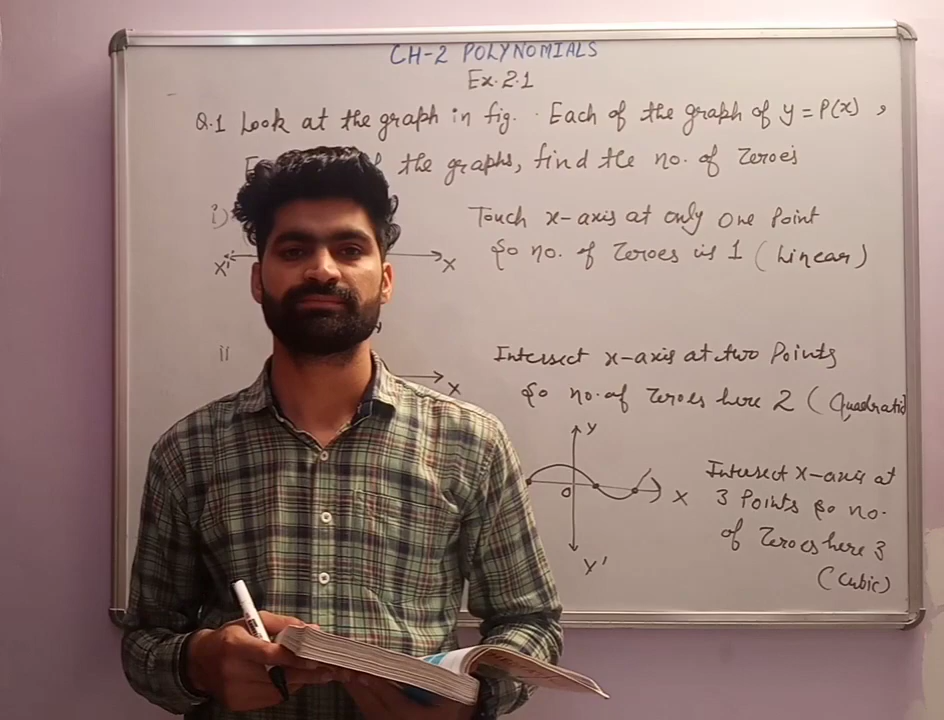 CH-2 POLYNOMIALS
Ex. 2.1
Q.1 Look at the graph in fig. Each of the graph of y = P(x) ,
the graphs, find the no. of Zeroes
i)
X' X
Touch x-axis at only one Point
So no. of Zeroes is 1 (Linear)
ii
X
Intersect x-axis at two Points
So no. of Zeroes here 2 (Quadratic
Y
O X
Y'
Intersect X-axis at
3 Points so no.
of Zeroes here 3
(Cubic)